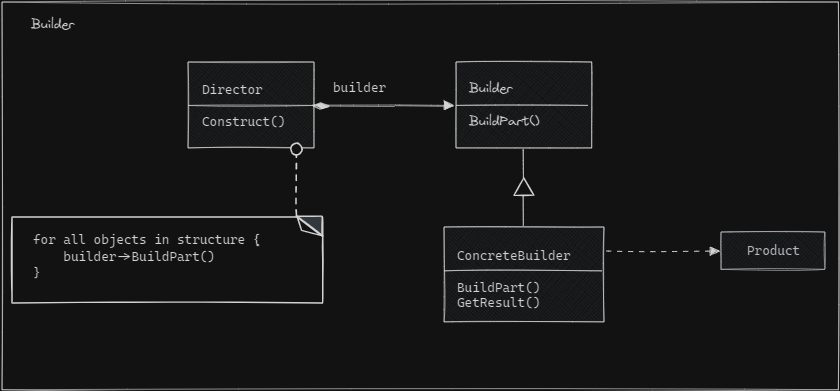 Builder
Director
Construct()
builder
Builder
BuildPart()
for all objects in structure {
    builder->BuildPart()
}
ConcreteBuilder
BuildPart()
GetResult()
Product